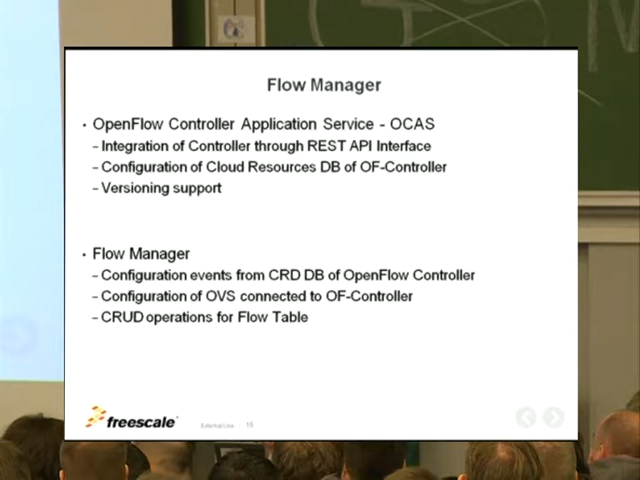 Flow Manager
• OpenFlow Controller Application Service - OCAS
– Integration of Controller through REST API Interface
– Configuration of Cloud Resources DB of OF-Controller
– Versioning support
• Flow Manager
– Configuration events from CRD DB of OpenFlow Controller
– Configuration of OVS connected to OF-Controller
– CRUD operations for Flow Table
freescale
External Use 15